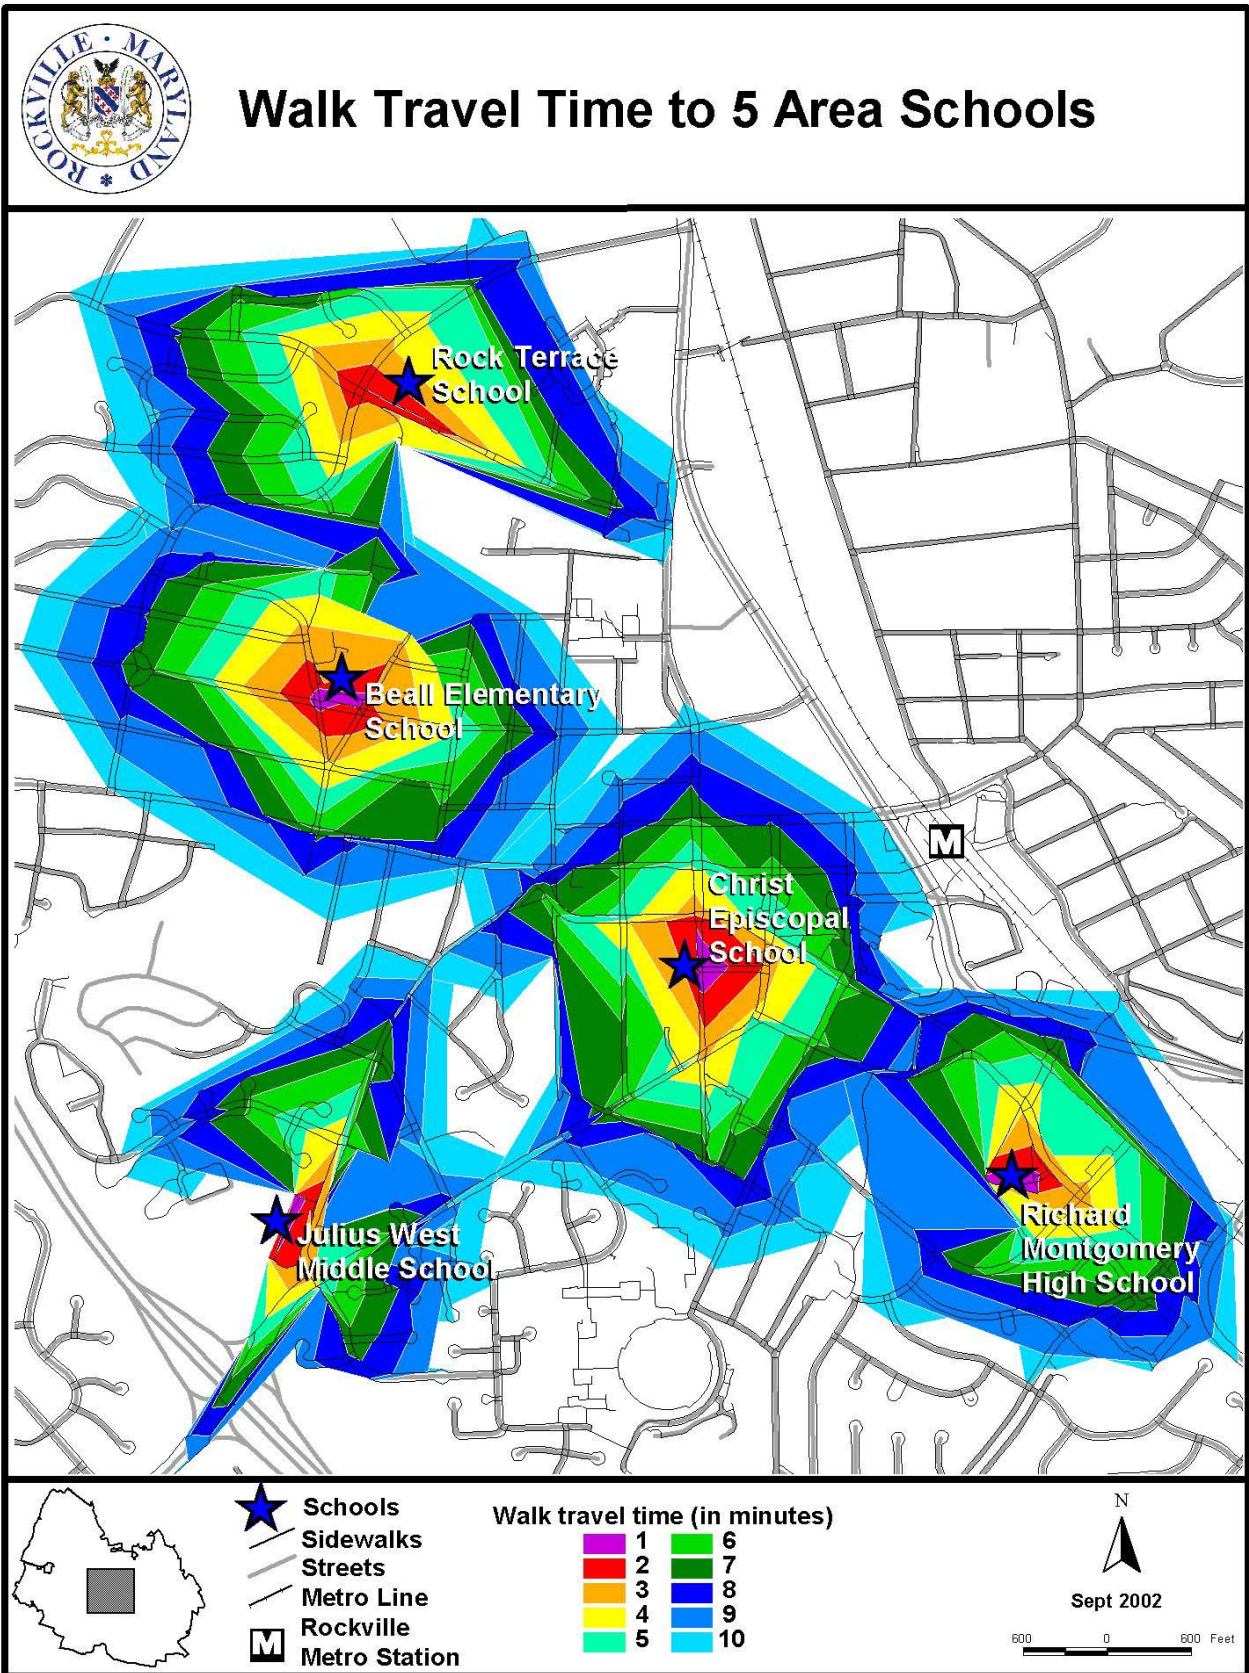 ROCKVILLE · MARYLAND
Walk Travel Time to 5 Area Schools
Rock Terrace
School
Beall Elementary
School
M
Christ
Episcopal
School
Julius West
Middle School
Richard
Montgomery
High School
Schools
Sidewalks
Streets
Metro Line
M
Rockville
Metro Station
Walk travel time (in minutes)
1
2
3
4
5
6
7
8
9
10
N
Sept 2002
600 0 600 Feet